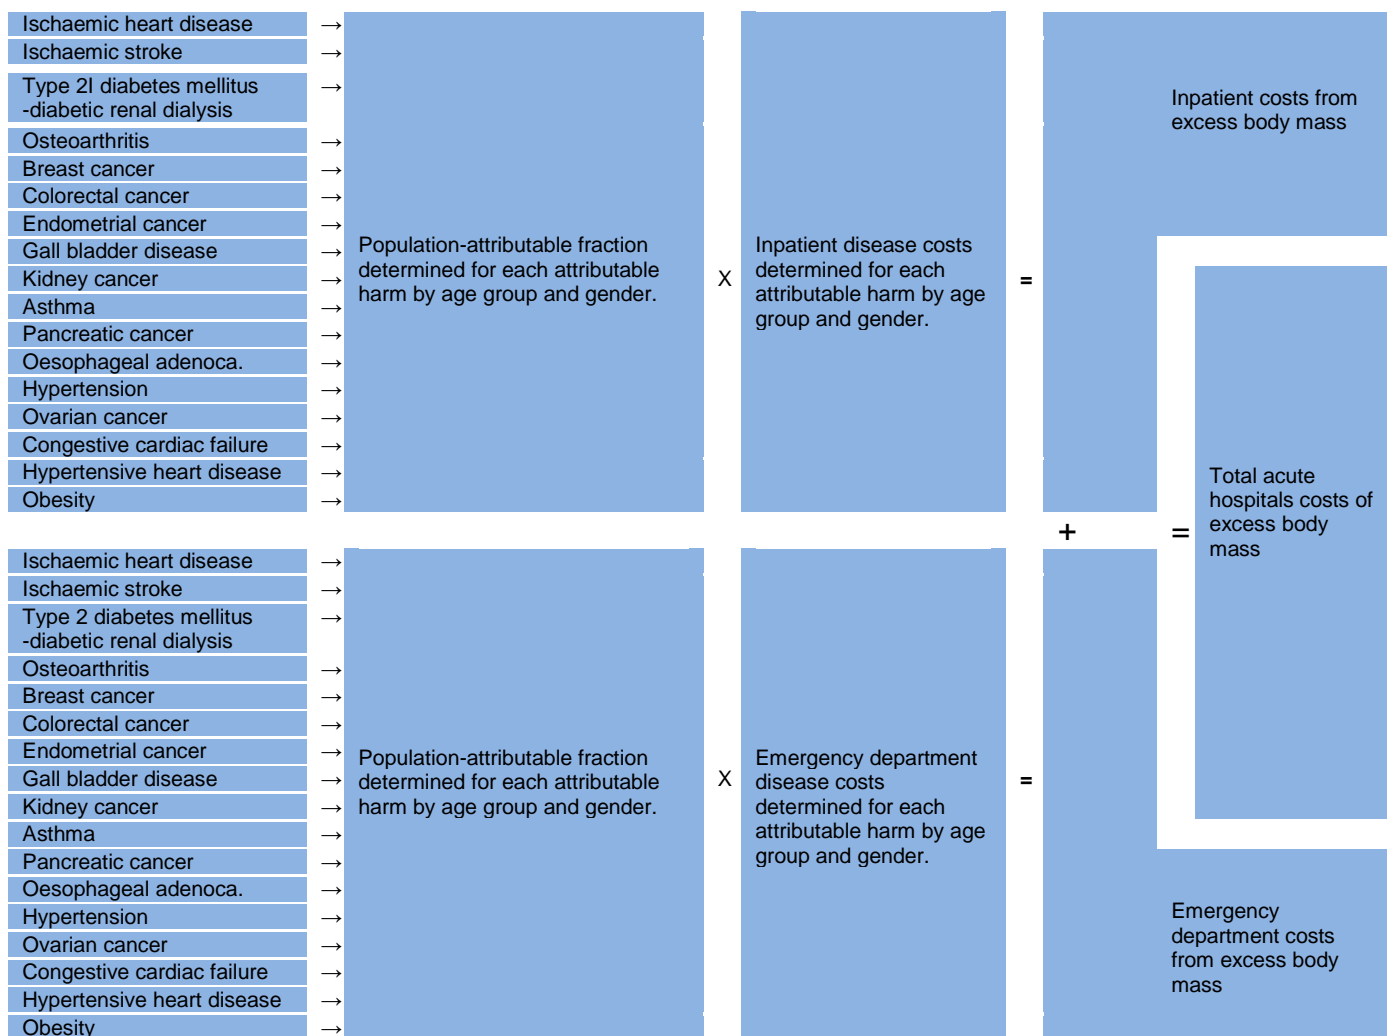 Ischaemic heart disease →
Ischaemic stroke →
Type 2I diabetes mellitus →
-diabetic renal dialysis
Osteoarthritis →
Breast cancer →
Colorectal cancer →
Endometrial cancer →
Gall bladder disease →
Kidney cancer →
Asthma →
Pancreatic cancer →
Oesophageal adenoca. →
Hypertension →
Ovarian cancer →
Congestive cardiac failure →
Hypertensive heart disease →
Obesity →
Population-attributable fraction
determined for each attributable
harm by age group and gender.
X
Inpatient disease costs
determined for each
attributable harm by age
group and gender.
=
Inpatient costs from
excess body mass
+
=
Total acute
hospitals costs of
excess body
mass
Ischaemic heart disease →
Ischaemic stroke →
Type 2 diabetes mellitus →
-diabetic renal dialysis
Osteoarthritis →
Breast cancer →
Colorectal cancer →
Endometrial cancer →
Gall bladder disease →
Kidney cancer →
Asthma →
Pancreatic cancer →
Oesophageal adenoca. →
Hypertension →
Ovarian cancer →
Congestive cardiac failure →
Hypertensive heart disease →
Obesity →
Population-attributable fraction
determined for each attributable
harm by age group and gender.
X
Emergency department
disease costs
determined for each
attributable harm by age
group and gender.
=
Emergency
department costs
from excess body
mass